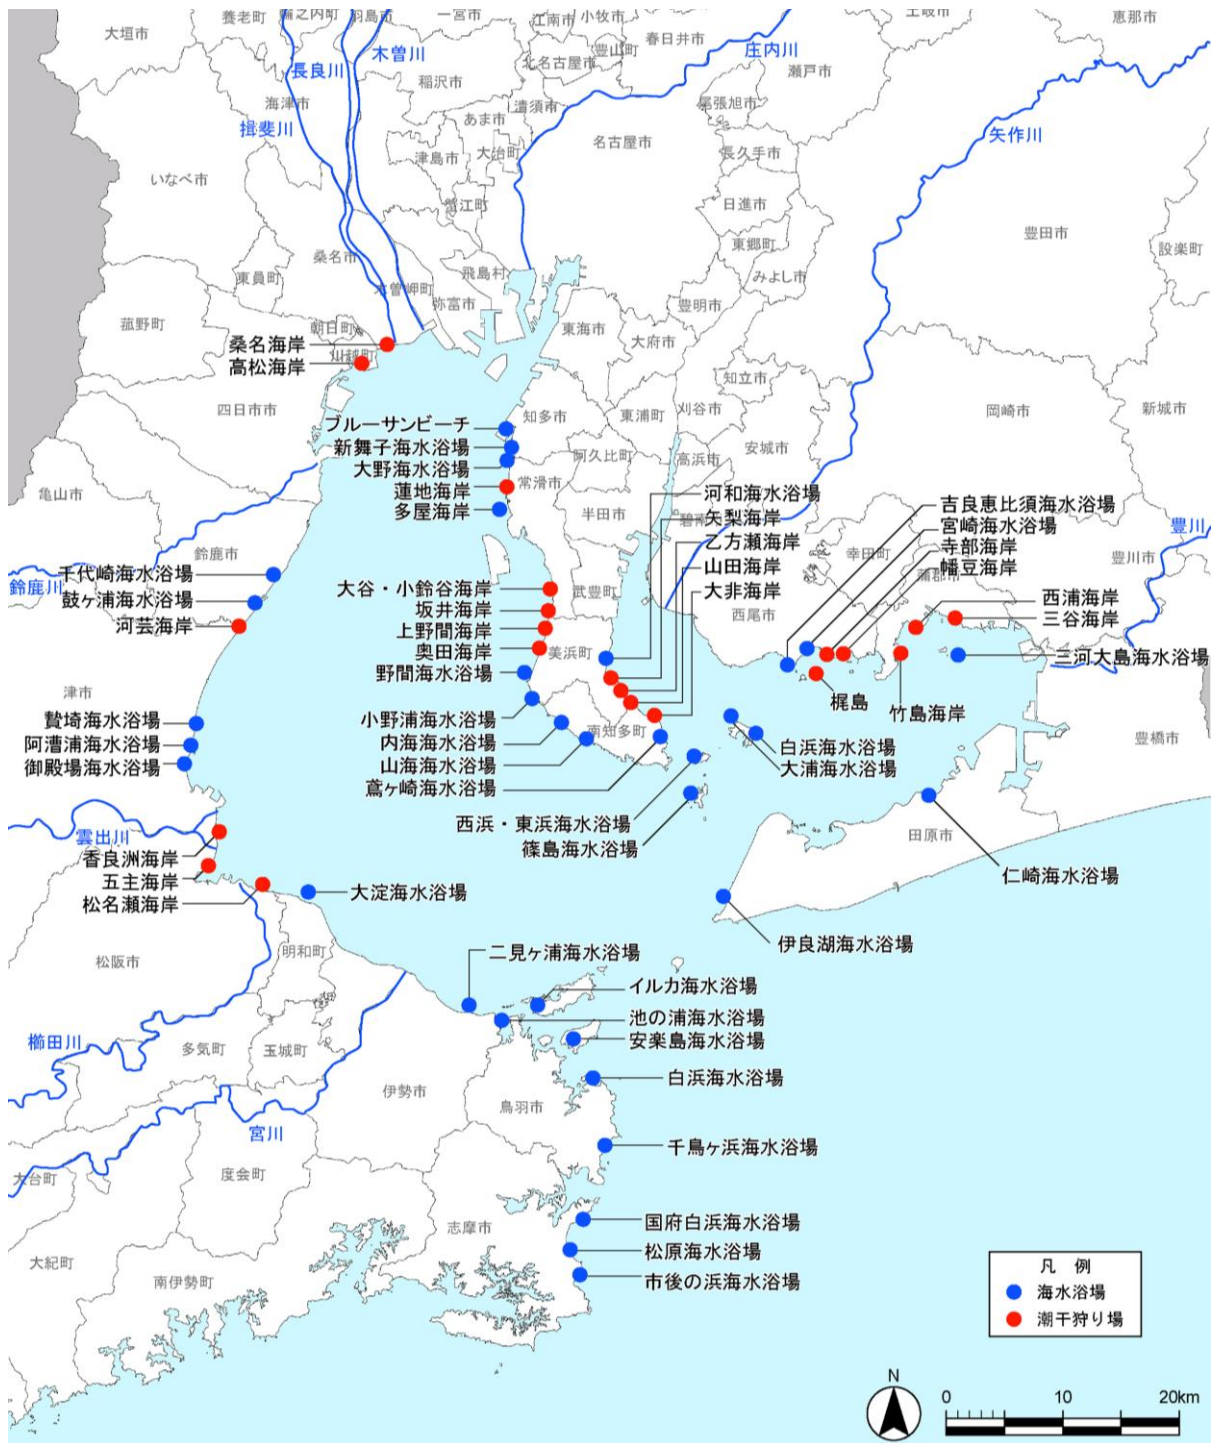 養老町
輪之内町
羽島市
一宮市
江南市
小牧市
土岐市
恵那市
大垣市
木曽川
豊山町
春日井市
庄内川
長良川
北名古屋市
瀬戸市
稲沢市
海津市
清須市
尾張旭市
揖斐川
あま市
矢作川
名古屋市
津島市
大治町
長久手市
いなべ市
蟹江町
日進市
豊田市
東郷町
設楽町
桑名市
飛島村
みよし市
東員町
木曽岬町
弥富市
豊明市
菰野町
朝日町
東海市
大府市
桑名海岸
川越町
高松海岸
知立市
四日市市
ブルーサンビーチ
知多市
東浦町
刈谷市
岡崎市
新城市
新舞子海水浴場
大野海水浴場
阿久比町
高浜市
安城市
亀山市
蓮地海岸
常滑市
河和海水浴場
吉良恵比須海水浴場
多屋海岸
半田市
矢梨海岸
宮崎海水浴場
豊川
鈴鹿市
乙方瀬海岸
寺部海岸
幸田町
豊川市
千代崎海水浴場
山田海岸
幡豆海岸
蒲郡市
鈴鹿川
大谷・小鈴谷海岸
武豊町
大非海岸
鼓ヶ浦海水浴場
坂井海岸
西尾市
西浦海岸
河芸海岸
上野間海岸
三谷海岸
奥田海岸
美浜町
三河大島海水浴場
野間海水浴場
津市
梶島
竹島海岸
贄埼海水浴場
小野浦海水浴場
南知多町
豊橋市
阿漕浦海水浴場
内海海水浴場
白浜海水浴場
御殿場海水浴場
山海海水浴場
大浦海水浴場
鳶ヶ崎海水浴場
西浜・東浜海水浴場
雲出川
篠島海水浴場
田原市
香良洲海岸
五主海岸
仁崎海水浴場
松名瀬海岸
大淀海水浴場
伊良湖海水浴場
松阪市
明和町
二見ヶ浦海水浴場
イルカ海水浴場
池の浦海水浴場
櫛田川
多気町
玉城町
安楽島海水浴場
伊勢市
白浜海水浴場
鳥羽市
宮川
千鳥ヶ浜海水浴場
大台町
度会町
志摩市
国府白浜海水浴場
大紀町
松原海水浴場
南伊勢町
市後の浜海水浴場
凡 例
海水浴場
潮干狩り場
N
0 10 20km